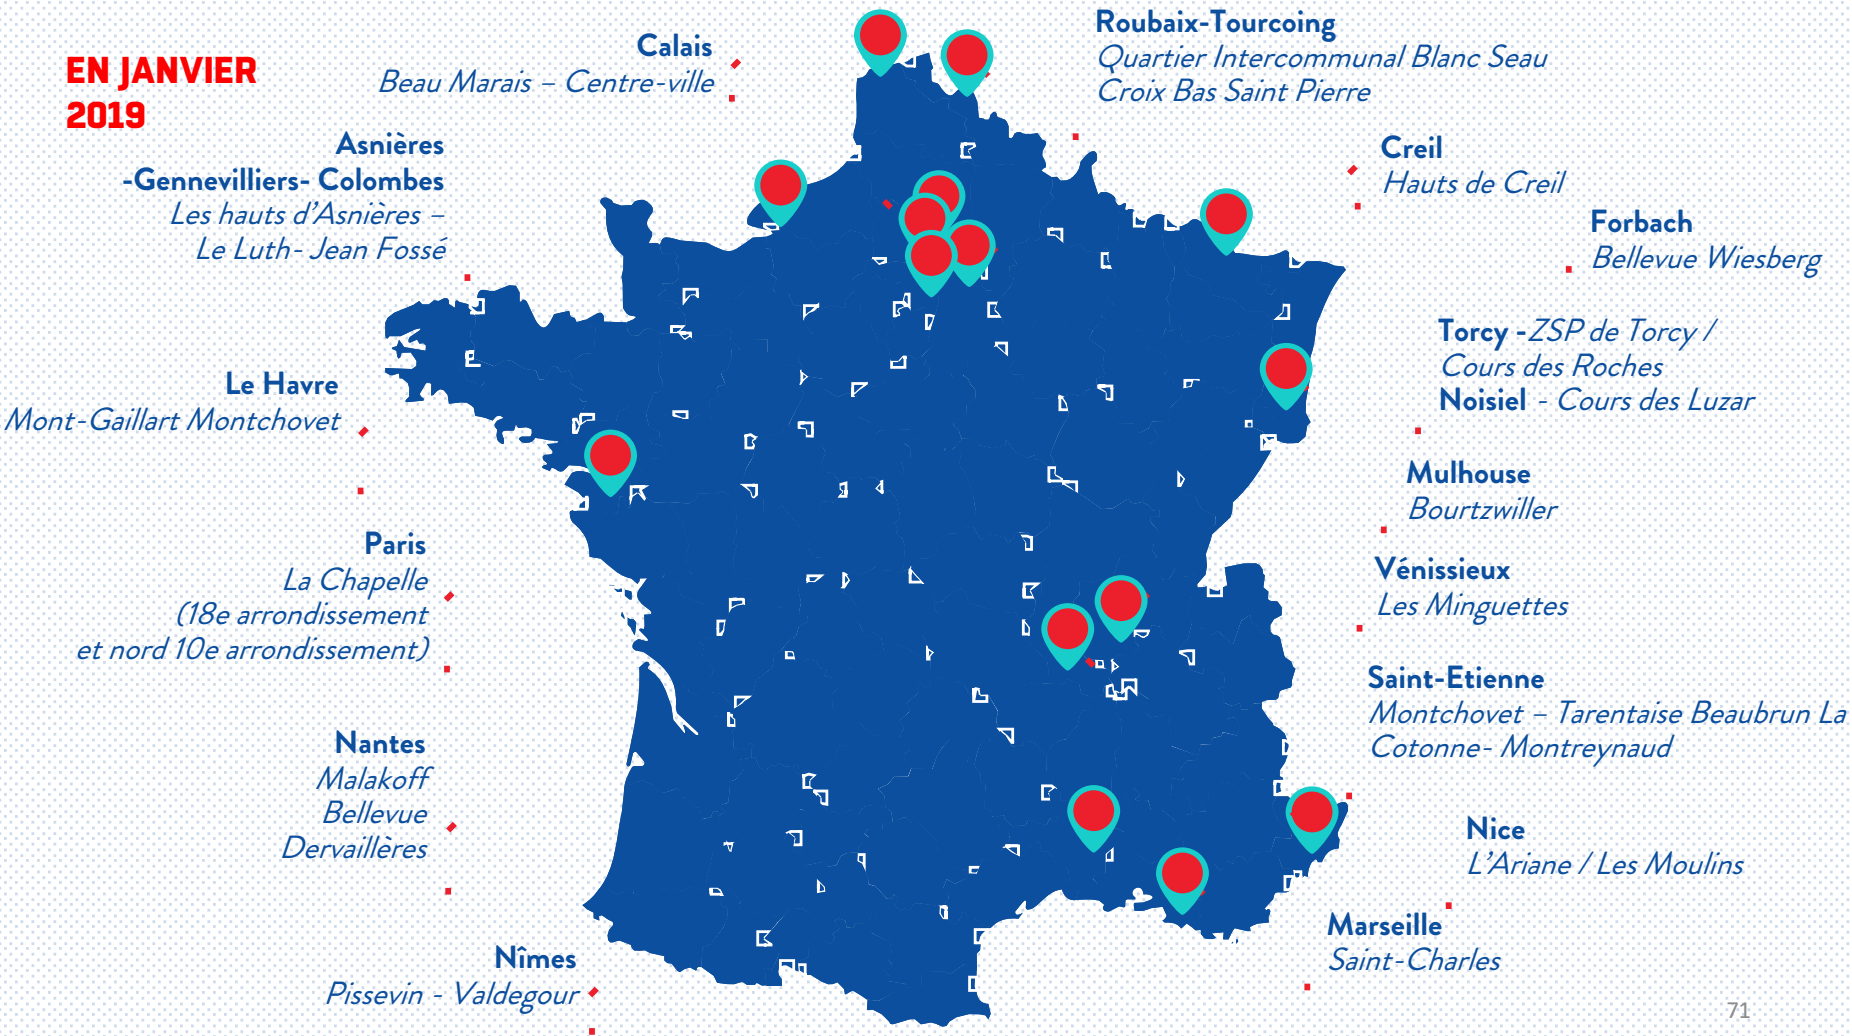 EN JANVIER
2019
Calais
Beau Marais – Centre-ville
Asnières
-Gennevilliers- Colombes
Les hauts d’Asnières –
Le Luth- Jean Fossé
Le Havre
Mont-Gaillart Montchovet
Paris
La Chapelle
(18e arrondissement
et nord 10e arrondissement)
Nantes
Malakoff
Bellevue
Dervaillères
Nîmes
Pissevin - Valdegour
Roubaix-Tourcoing
Quartier Intercommunal Blanc Seau
Croix Bas Saint Pierre
Creil
Hauts de Creil
Forbach
Bellevue Wiesberg
Torcy -ZSP de Torcy /
Cours des Roches
Noisiel - Cours des Luzar
Mulhouse
Bourtzwiller
Vénissieux
Les Minguettes
Saint-Etienne
Montchovet – Tarentaise Beaubrun La
Cotonne- Montreynaud
Nice
L’Ariane / Les Moulins
Marseille
Saint-Charles
71